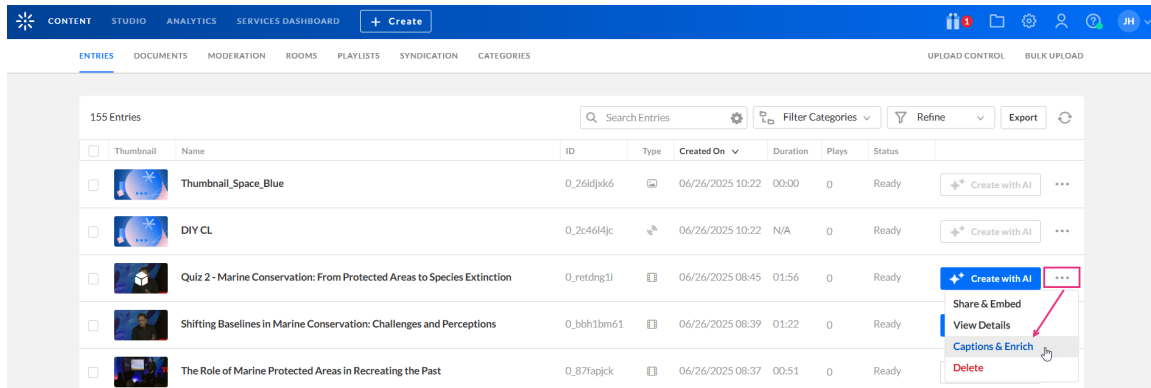 CONTENT STUDIO ANALYTICS SERVICES DASHBOARD + Create 1 ? JH
ENTRIES DOCUMENTS MODERATION ROOMS PLAYLISTS SYNDICATION CATEGORIES UPLOAD CONTROL BULK UPLOAD
155 Entries Search Entries Filter Categories Refine Export
Thumbnail Name ID Type Created On Duration Plays Status
Thumbnail_Space_Blue 0_26idjxk6 06/26/2025 10:22 00:00 0 Ready Create with AI
DIY CL 0_2c46l4jc 06/26/2025 10:22 N/A 0 Ready Create with AI
Quiz 2 - Marine Conservation: From Protected Areas to Species Extinction 0_retdng1i 06/26/2025 08:45 01:56 0 Ready Create with AI
Share & Embed
Shifting Baselines in Marine Conservation: Challenges and Perceptions 0_bbh1bm61 06/26/2025 08:39 01:22 0 Ready View Details
Captions & Enrich
The Role of Marine Protected Areas in Recreating the Past 0_87fapjck 06/26/2025 08:37 00:51 0 Ready Delete